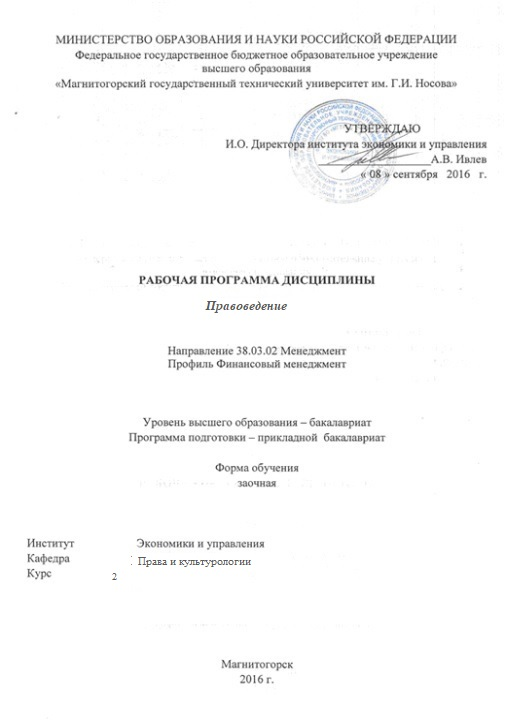 МИНИСТЕРСТВО ОБРАЗОВАНИЯ И НАУКИ РОССИЙСКОЙ ФЕДЕРАЦИИ
Федеральное государственное бюджетное образовательное учреждение
высшего образования
«Магнитогорский государственный технический университет им. Г.И. Носова»
УТВЕРЖДАЮ
И.О. Директора института экономики и управления
А.В. Ивлев
« 08 » сентября 2016 г.
РАБОЧАЯ ПРОГРАММА ДИСЦИПЛИНЫ
Правоведение
Направление 38.03.02 Менеджмент
Профиль Финансовый менеджмент
Уровень высшего образования – бакалавриат
Программа подготовки – прикладной бакалавриат
Форма обучения
заочная
Институт Экономики и управления
Кафедра Права и культурологии
Курс 2
Магнитогорск
2016 г.